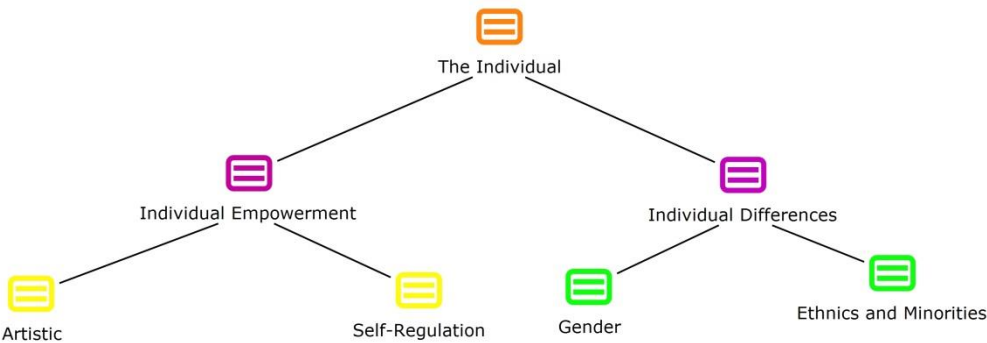 The Individual
Individual Empowerment
Individual Differences
Artistic
Self-Regulation
Gender
Ethnics and Minorities